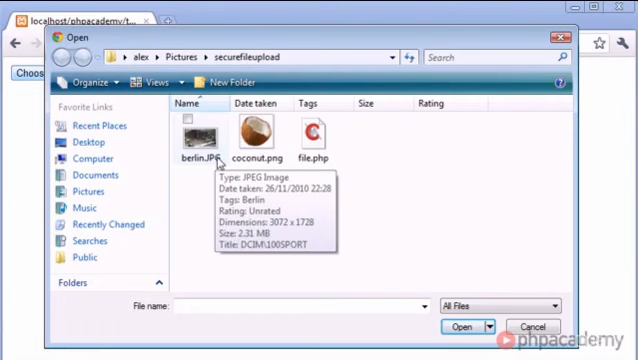 localhost/phpacademy/t...
Open
alex ▸ Pictures ▸ securefileupload
Search
Organize
Views
New Folder
Favorite Links
Name
Date taken
Tags
Size
Rating
Recent Places
Desktop
Computer
Documents
Pictures
Music
Recently Changed
Searches
Public
Folders
berlin.JPG
coconut.png
file.php
Type: JPEG Image
Date taken: 26/11/2010 22:28
Tags: Berlin
Rating: Unrated
Dimensions: 3072 x 1728
Size: 2.31 MB
Title: DCIM\100SPORT
File name:
All Files
Open
Cancel
Choos
phpacademy